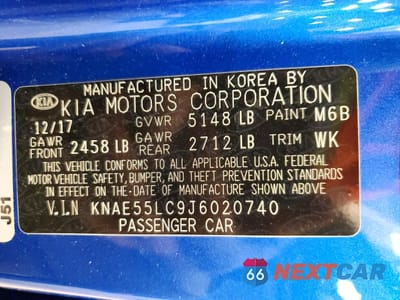 MANUFACTURED IN KOREA BY
KIA KIA MOTORS CORPORATION
12/17 GVWR 5148 LB PAINT M6B
GAWR FRONT 2458 LB GAWR REAR 2712 LB TRIM WK
THIS VEHICLE CONFORMS TO ALL APPLICABLE U.S.A. FEDERAL
MOTOR VEHICLE SAFETY, BUMPER, AND THEFT PREVENTION STANDARDS
IN EFFECT ON THE DATE OF MANUFACTURE SHOWN ABOVE
V.I.N KNAE55LC9J6020740
PASSENGER CAR
J51
66 NEXTCAR